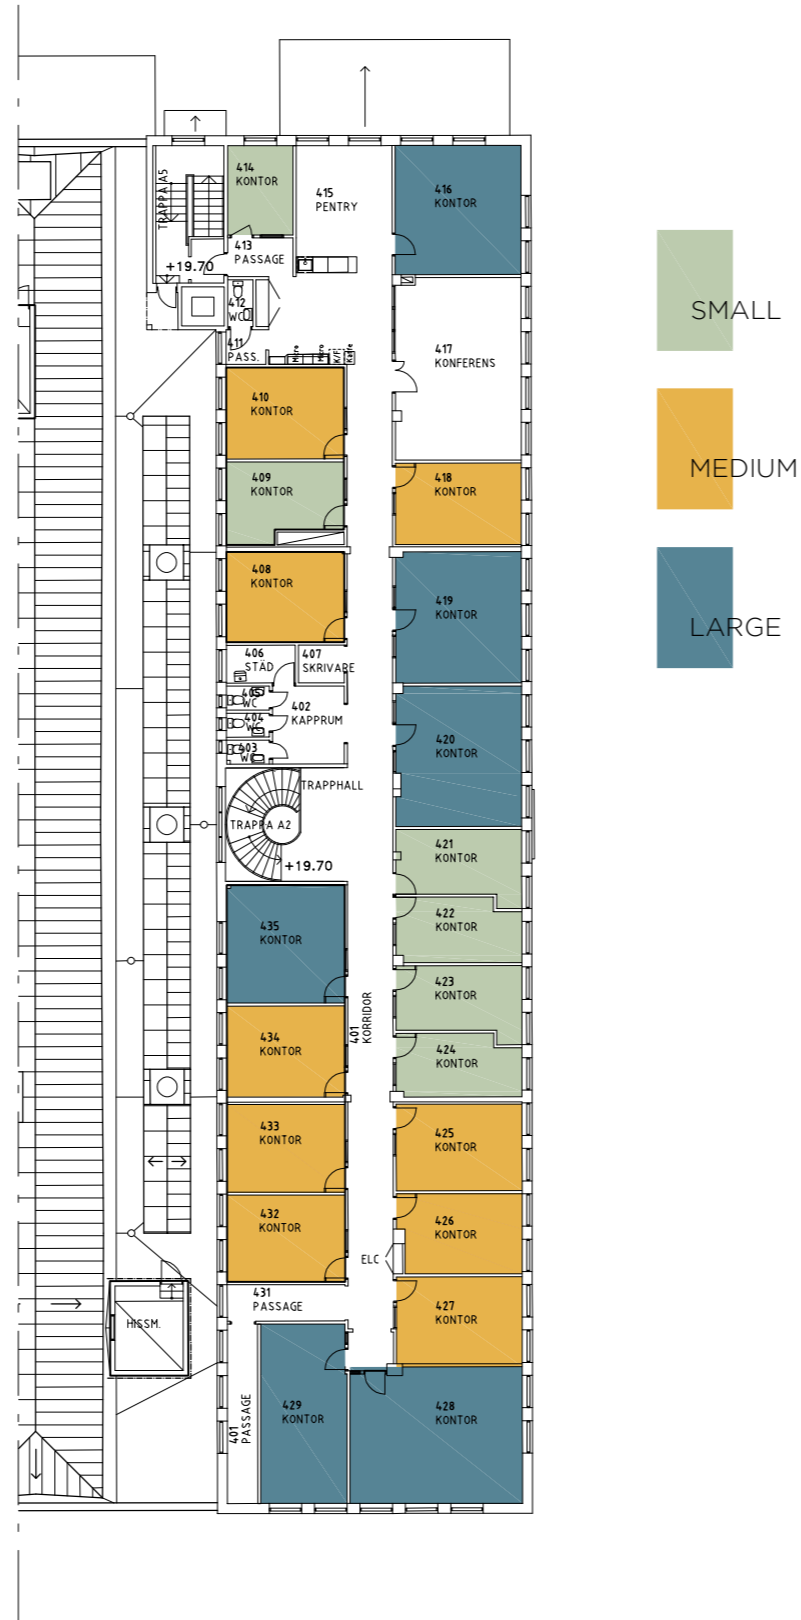 414
KONTOR
415
PENTRY
416
KONTOR
TRAPPA A5
413
PASSAGE
+19.70
412
WC
411
PASS.
Micro
Micro
K/F
Kaffe
417
KONFERENS
SMALL
410
KONTOR
409
KONTOR
418
KONTOR
MEDIUM
408
KONTOR
419
KONTOR
LARGE
406
STÄD
407
SKRIVARE
405
WC
404
WC
403
WC
402
KAPPRUM
420
KONTOR
TRAPPHALL
TRAPPA A2
+19.70
421
KONTOR
422
KONTOR
435
KONTOR
423
KONTOR
401
KORRIDOR
434
KONTOR
424
KONTOR
433
KONTOR
425
KONTOR
432
KONTOR
426
KONTOR
ELC
431
PASSAGE
427
KONTOR
HISSM.
401
PASSAGE
429
KONTOR
428
KONTOR